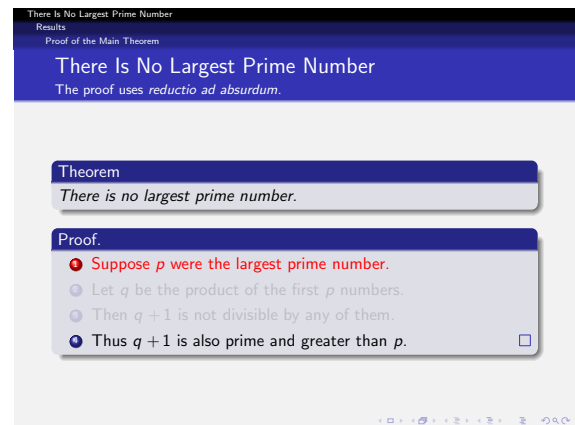 There Is No Largest Prime Number
Results
Proof of the Main Theorem
There Is No Largest Prime Number
The proof uses reductio ad absurdum.
Theorem
There is no largest prime number.
Proof.
1 Suppose p were the largest prime number.
2 Let q be the product of the first p numbers.
3 Then q + 1 is not divisible by any of them.
4 Thus q + 1 is also prime and greater than p. □